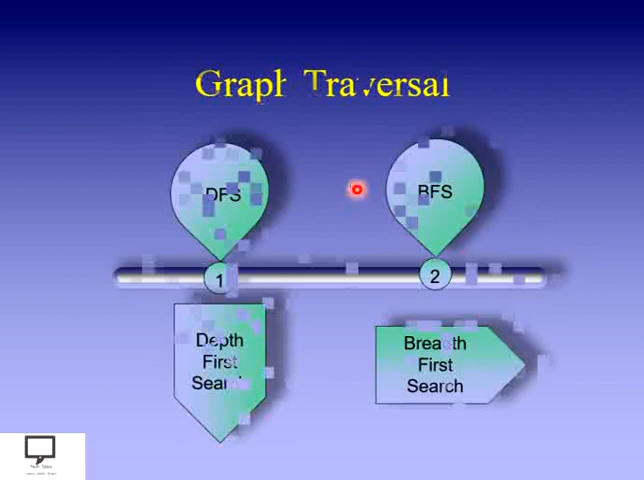 Graph Traversal
DFS
BFS
1
2
Depth
First
Search
Breadth
First
Search